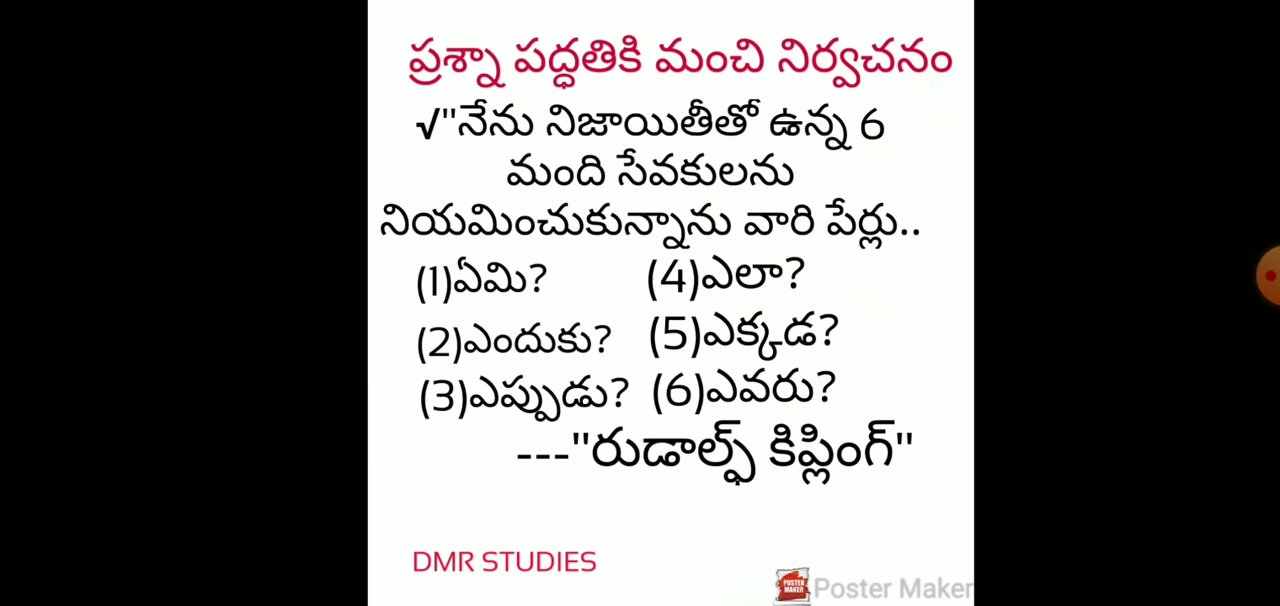 ప్రశ్నా పద్ధతికి మంచి నిర్వచనం
√"నేను నిజాయితీతో ఉన్న 6
మంది సేవకులను
నియమించుకున్నాను వారి పేర్లు..
(1)ఏమి? (4)ఎలా?
(2)ఎందుకు? (5)ఎక్కడ?
(3)ఎప్పుడు? (6)ఎవరు?
---"రుడాల్ఫ్ కిప్లింగ్"
DMR STUDIES
POSTER MAKER Poster Maker